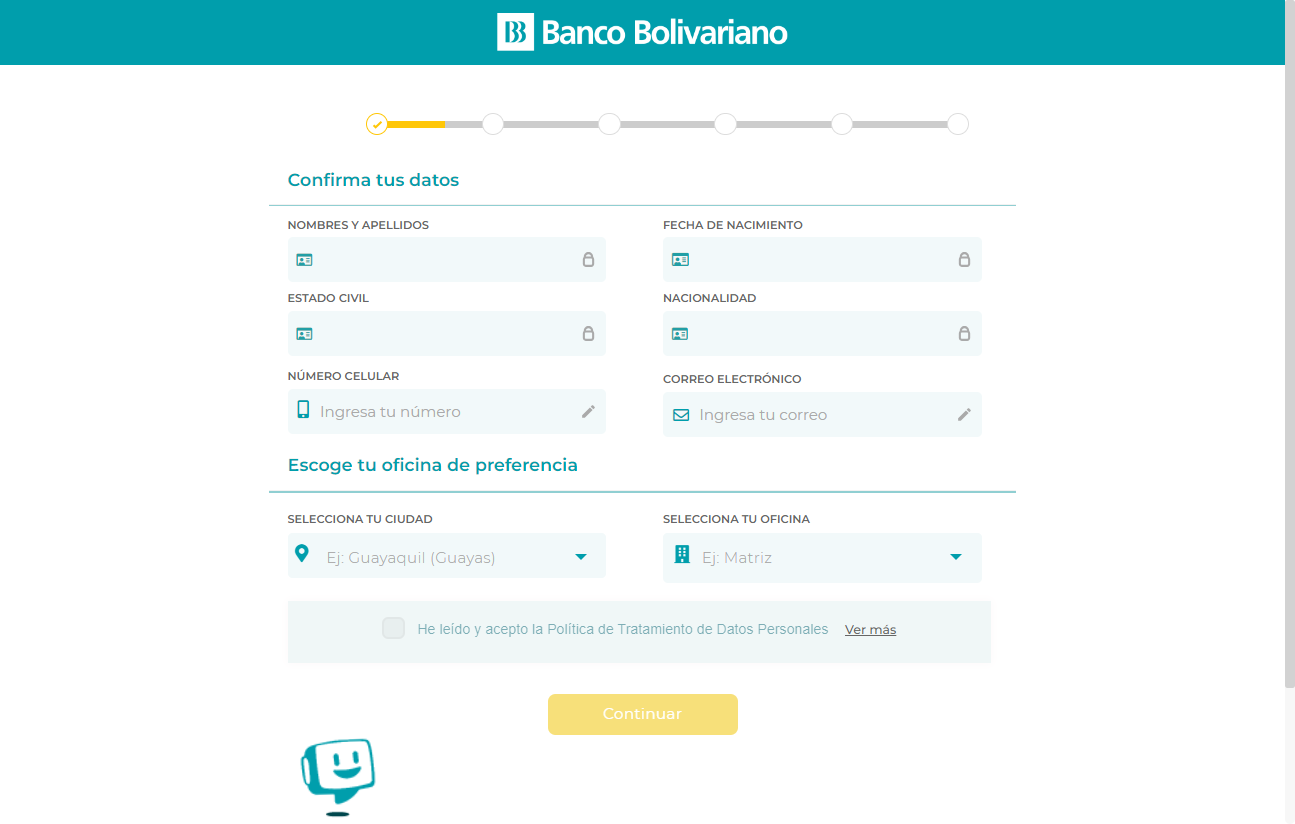 Banco Bolivariano
Confirma tus datos
NOMBRES Y APELLIDOS
FECHA DE NACIMIENTO
ESTADO CIVIL
NACIONALIDAD
NÚMERO CELULAR
CORREO ELECTRÓNICO
Ingresa tu número
Ingresa tu correo
Escoge tu oficina de preferencia
SELECCIONA TU CIUDAD
SELECCIONA TU OFICINA
Ej: Guayaquil (Guayas)
Ej: Matriz
He leído y acepto la Política de Tratamiento de Datos Personales Ver más
Continuar